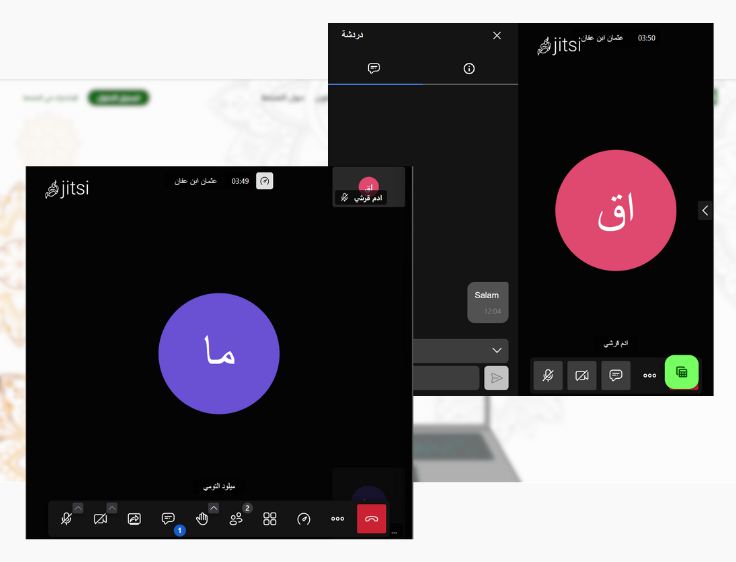 دردشة
jitsi
عثمان ابن عفان
03:50
اق
Salam
12:04
ادم قرشي
jitsi
عثمان ابن عفان
03:49
اق
ادم قرشي
ما
ميلود التومي
2
1
...